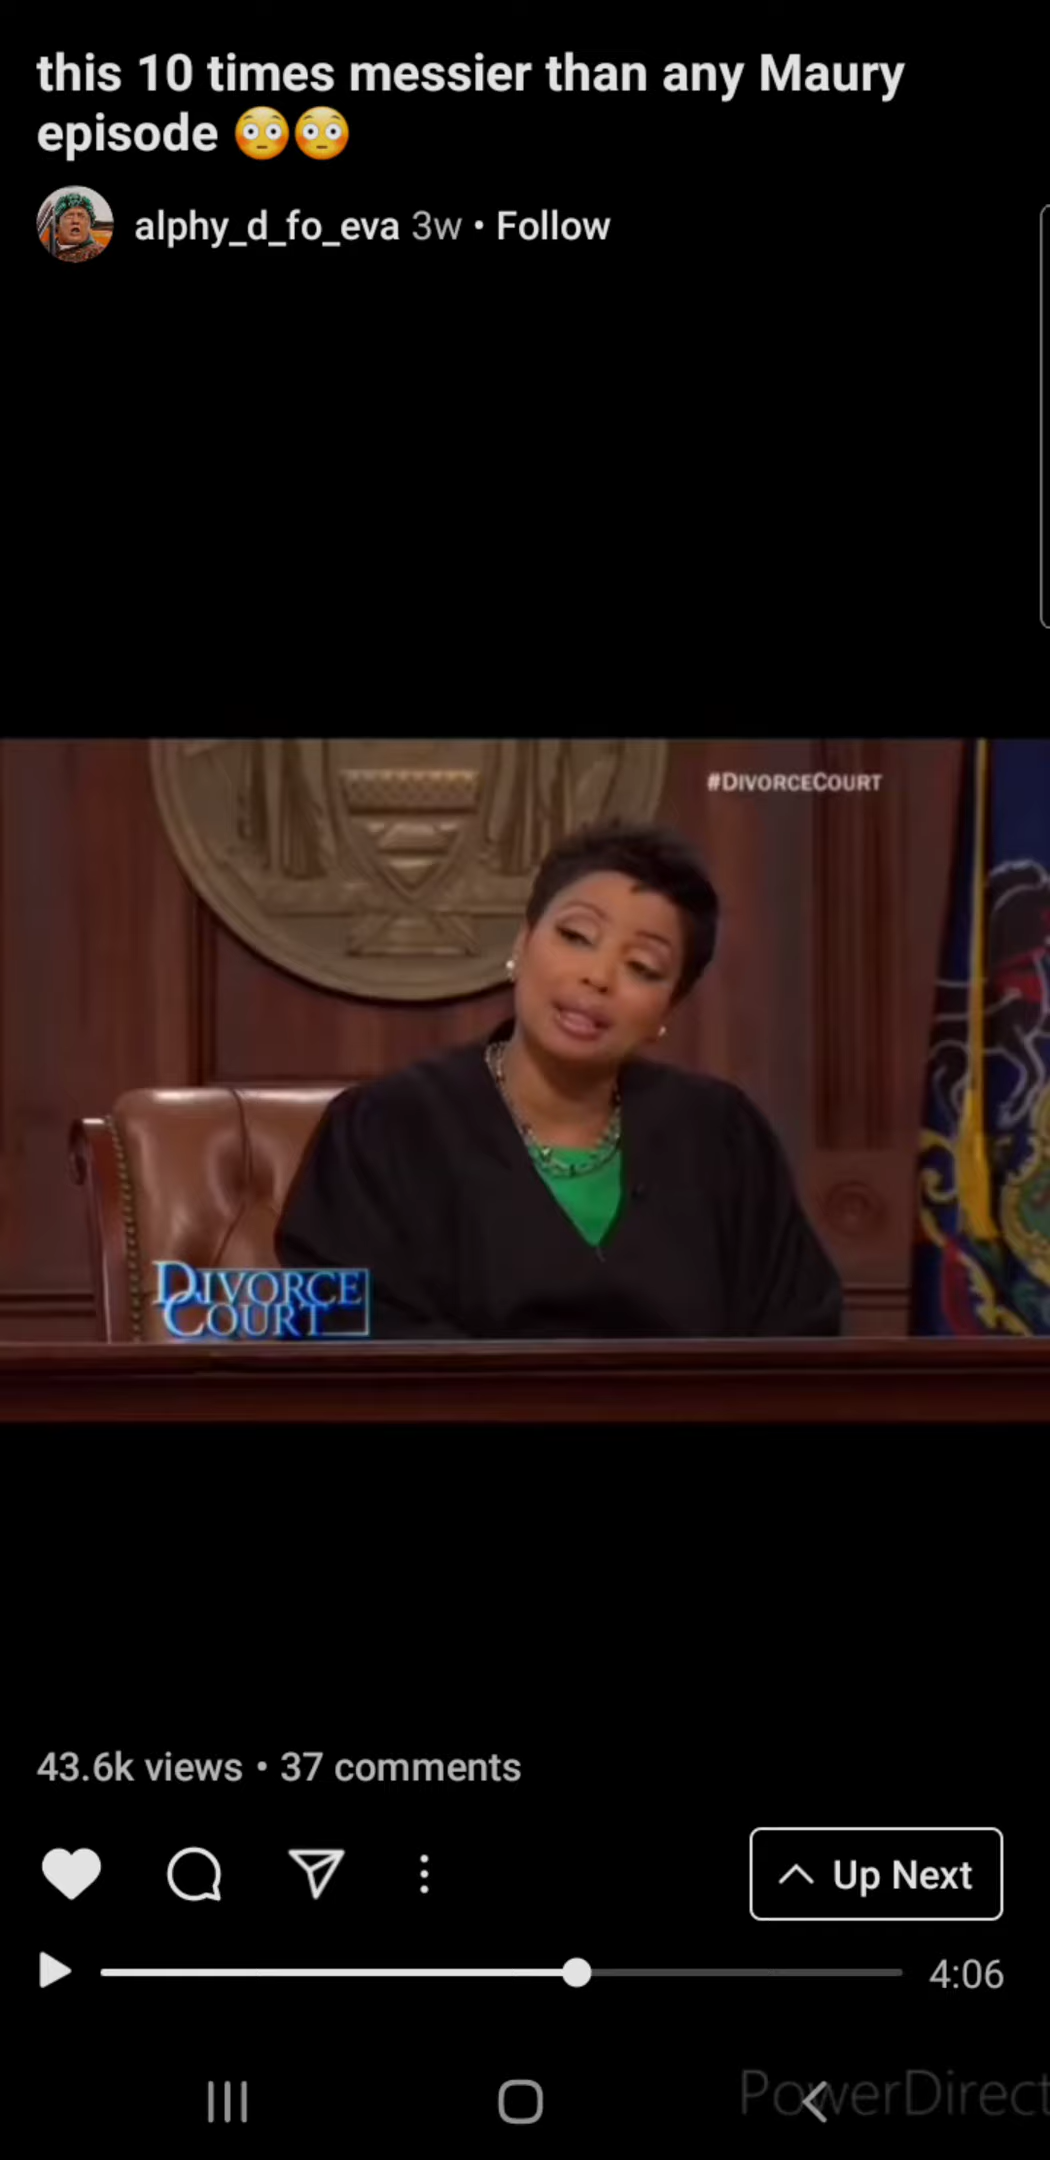 this 10 times messier than any Maury
episode 😳😳
alphy_d_fo_eva 3w • Follow
#DIVORCECOURT
DIVORCE
COURT
43.6k views • 37 comments
Up Next
4:06
PowerDirect